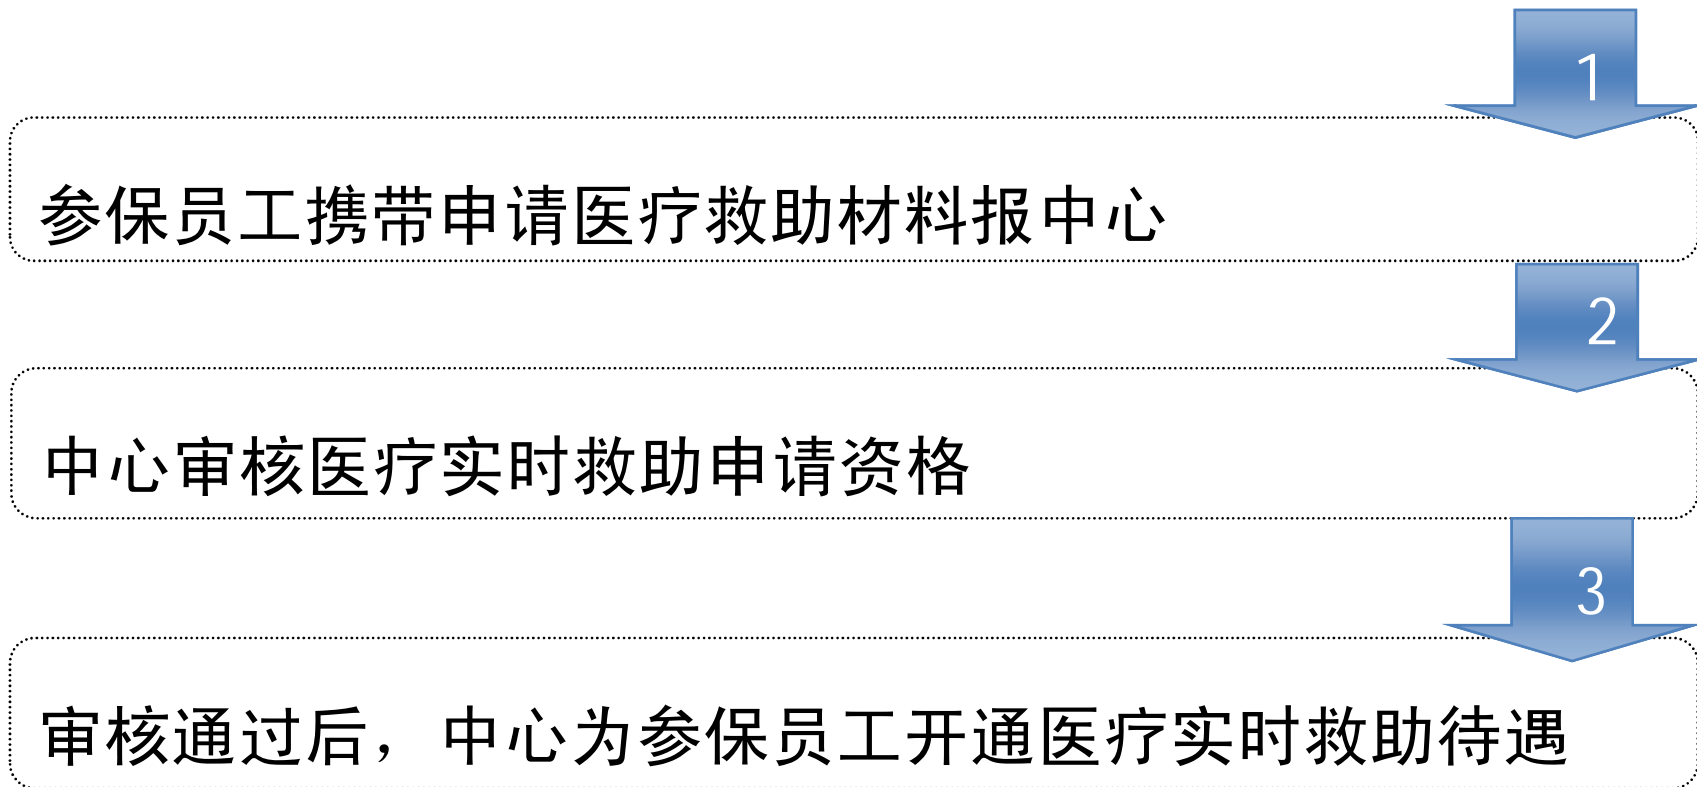 1
参保员工携带申请医疗救助材料报中心
2
中心审核医疗实时救助申请资格
3
审核通过后，中心为参保员工开通医疗实时救助待遇